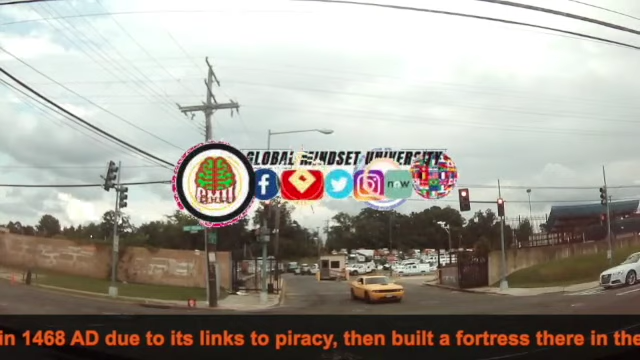 GLOBAL MINDSET UNIVERSITY
GMU
in 1468 AD due to its links to piracy, then built a fortress there in the